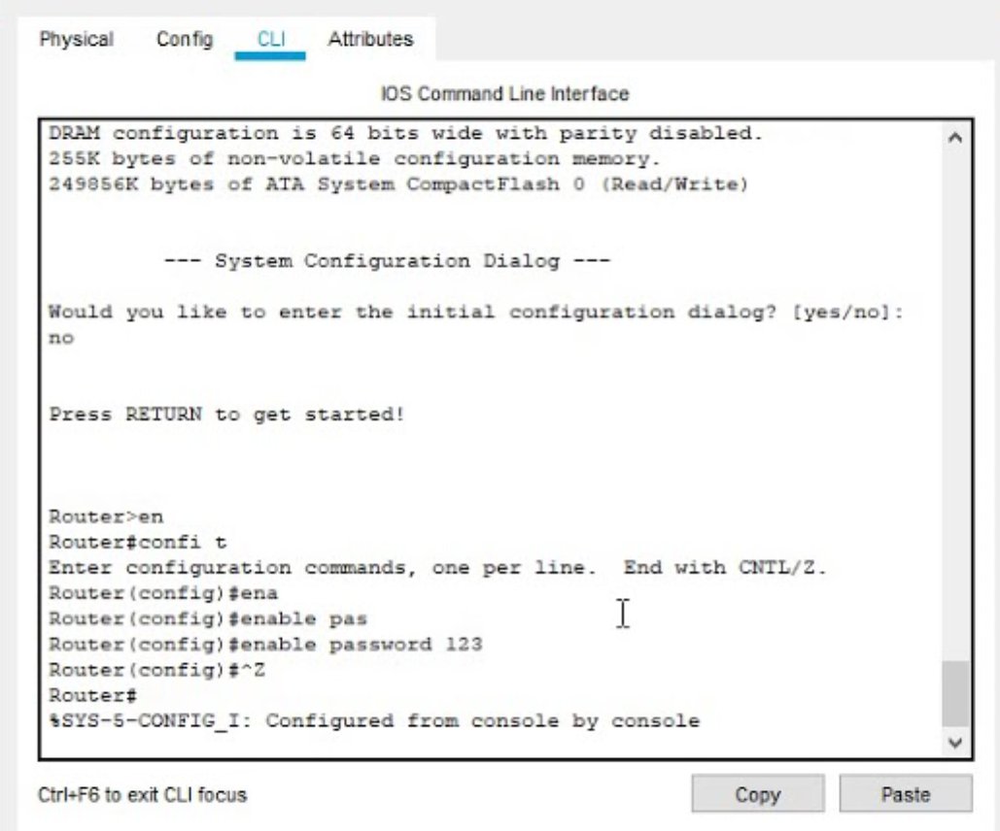 Physical Config CLI Attributes
IOS Command Line Interface
DRAM configuration is 64 bits wide with parity disabled.
255K bytes of non-volatile configuration memory.
249856K bytes of ATA System CompactFlash 0 (Read/Write)
--- System Configuration Dialog ---
Would you like to enter the initial configuration dialog? [yes/no]:
no
Press RETURN to get started!
Router>en
Router#confi t
Enter configuration commands, one per line.  End with CNTL/Z.
Router(config)#ena
Router(config)#enable pas
Router(config)#enable password 123
Router(config)#^Z
Router#
%SYS-5-CONFIG_I: Configured from console by console
Ctrl+F6 to exit CLI focus
Copy Paste